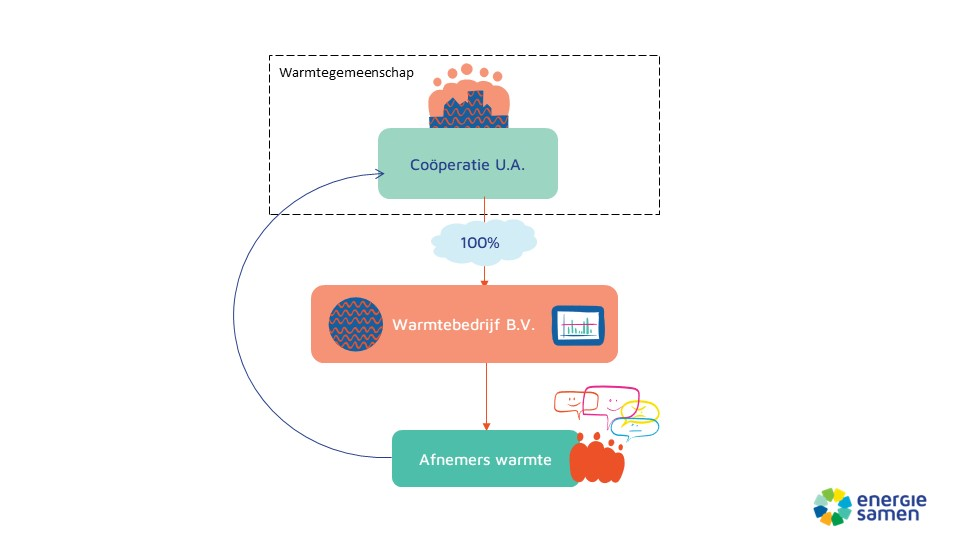 Warmtegemeenschap
Coöperatie U.A.
100%
Warmtebedrijf B.V.
Afnemers warmte
energie
samen